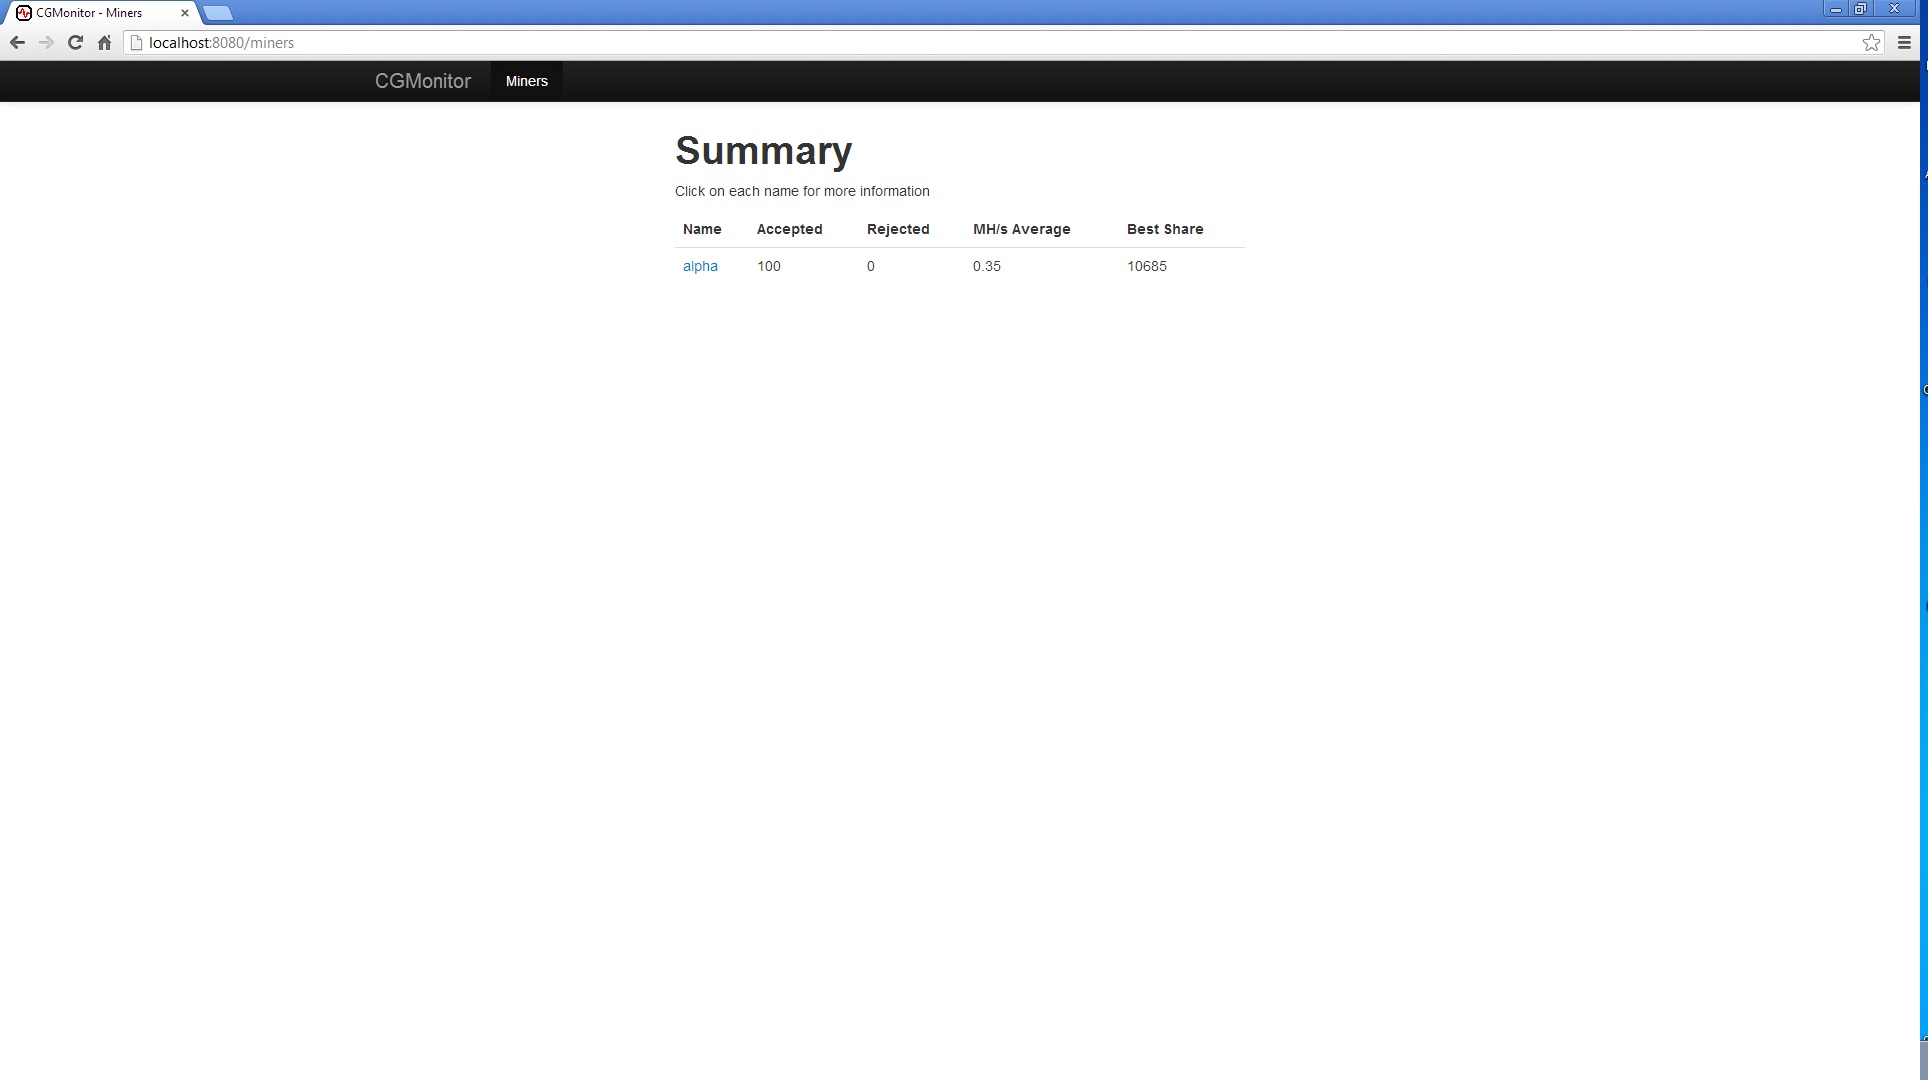 CGMonitor - Miners
localhost:8080/miners
CGMonitor Miners
Summary
Click on each name for more information
Name Accepted Rejected MH/s Average Best Share
alpha 100 0 0.35 10685